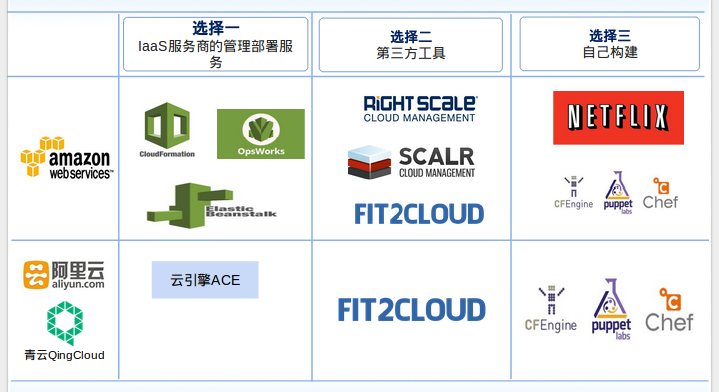 选择一
IaaS服务商的管理部署服
务
选择二
第三方工具
选择三
自己构建
amazon
webservices™
CloudFormation
OpsWorks
Elastic
Beanstalk
RIGHT SCALE
CLOUD MANAGEMENT
SCALR
CLOUD MANAGEMENT
FIT2CLOUD
NETFLIX
CFEngine
puppet
labs
Chef
阿里云
aliyun.com
青云QingCloud
云引擎ACE
FIT2CLOUD
CFEngine
puppet
labs
Chef